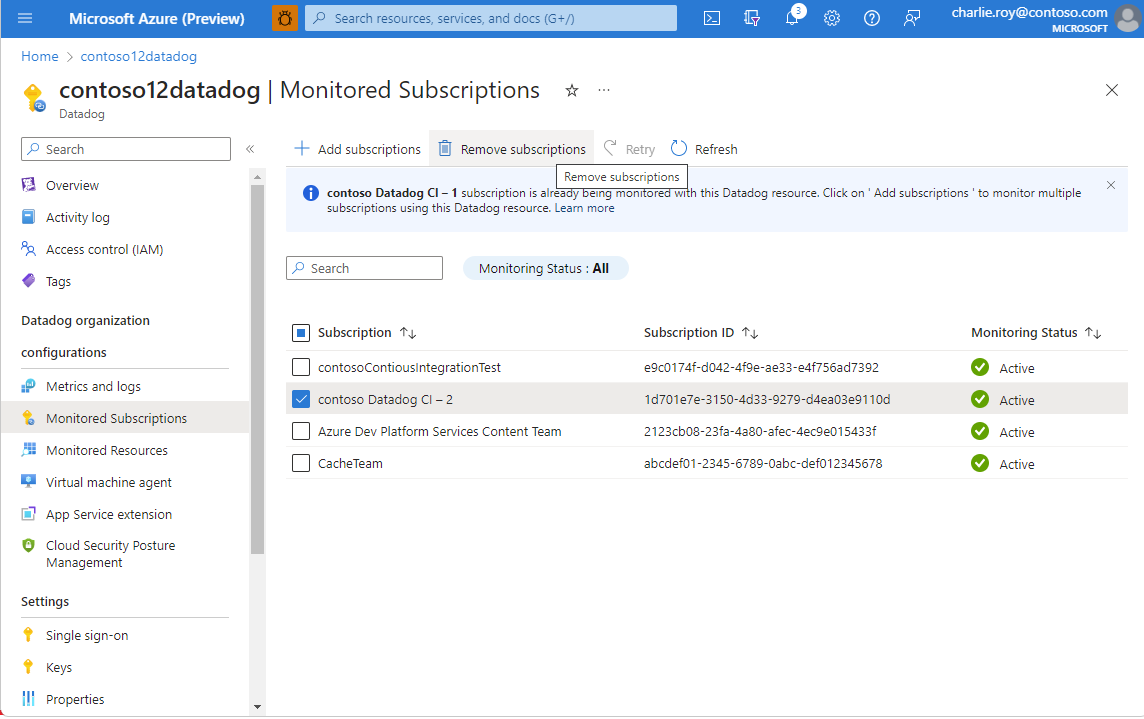 Microsoft Azure (Preview)
Search resources, services, and docs (G+/)
3
charlie.roy@contoso.com
MICROSOFT
Home > contoso12datadog
contoso12datadog | Monitored Subscriptions
Datadog
Search
Overview
Activity log
Access control (IAM)
Tags
Datadog organization
configurations
Metrics and logs
Monitored Subscriptions
Monitored Resources
Virtual machine agent
App Service extension
Cloud Security Posture
Management
Settings
Single sign-on
Keys
Properties
Add subscriptions
Remove subscriptions
Retry
Refresh
Remove subscriptions
contoso Datadog CI – 1 subscription is already being monitored with this Datadog resource. Click on ' Add subscriptions ' to monitor multiple
subscriptions using this Datadog resource. Learn more
Search
Monitoring Status : All
Subscription Subscription ID Monitoring Status
contosoContiousIntegrationTest e9c0174f-d042-4f9e-ae33-e4f756ad7392 Active
contoso Datadog CI – 2 1d701e7e-3150-4d33-9279-d4ea03e9110d Active
Azure Dev Platform Services Content Team 2123cb08-23fa-4a80-afec-4ec9e015433f Active
CacheTeam abcdef01-2345-6789-0abc-def012345678 Active